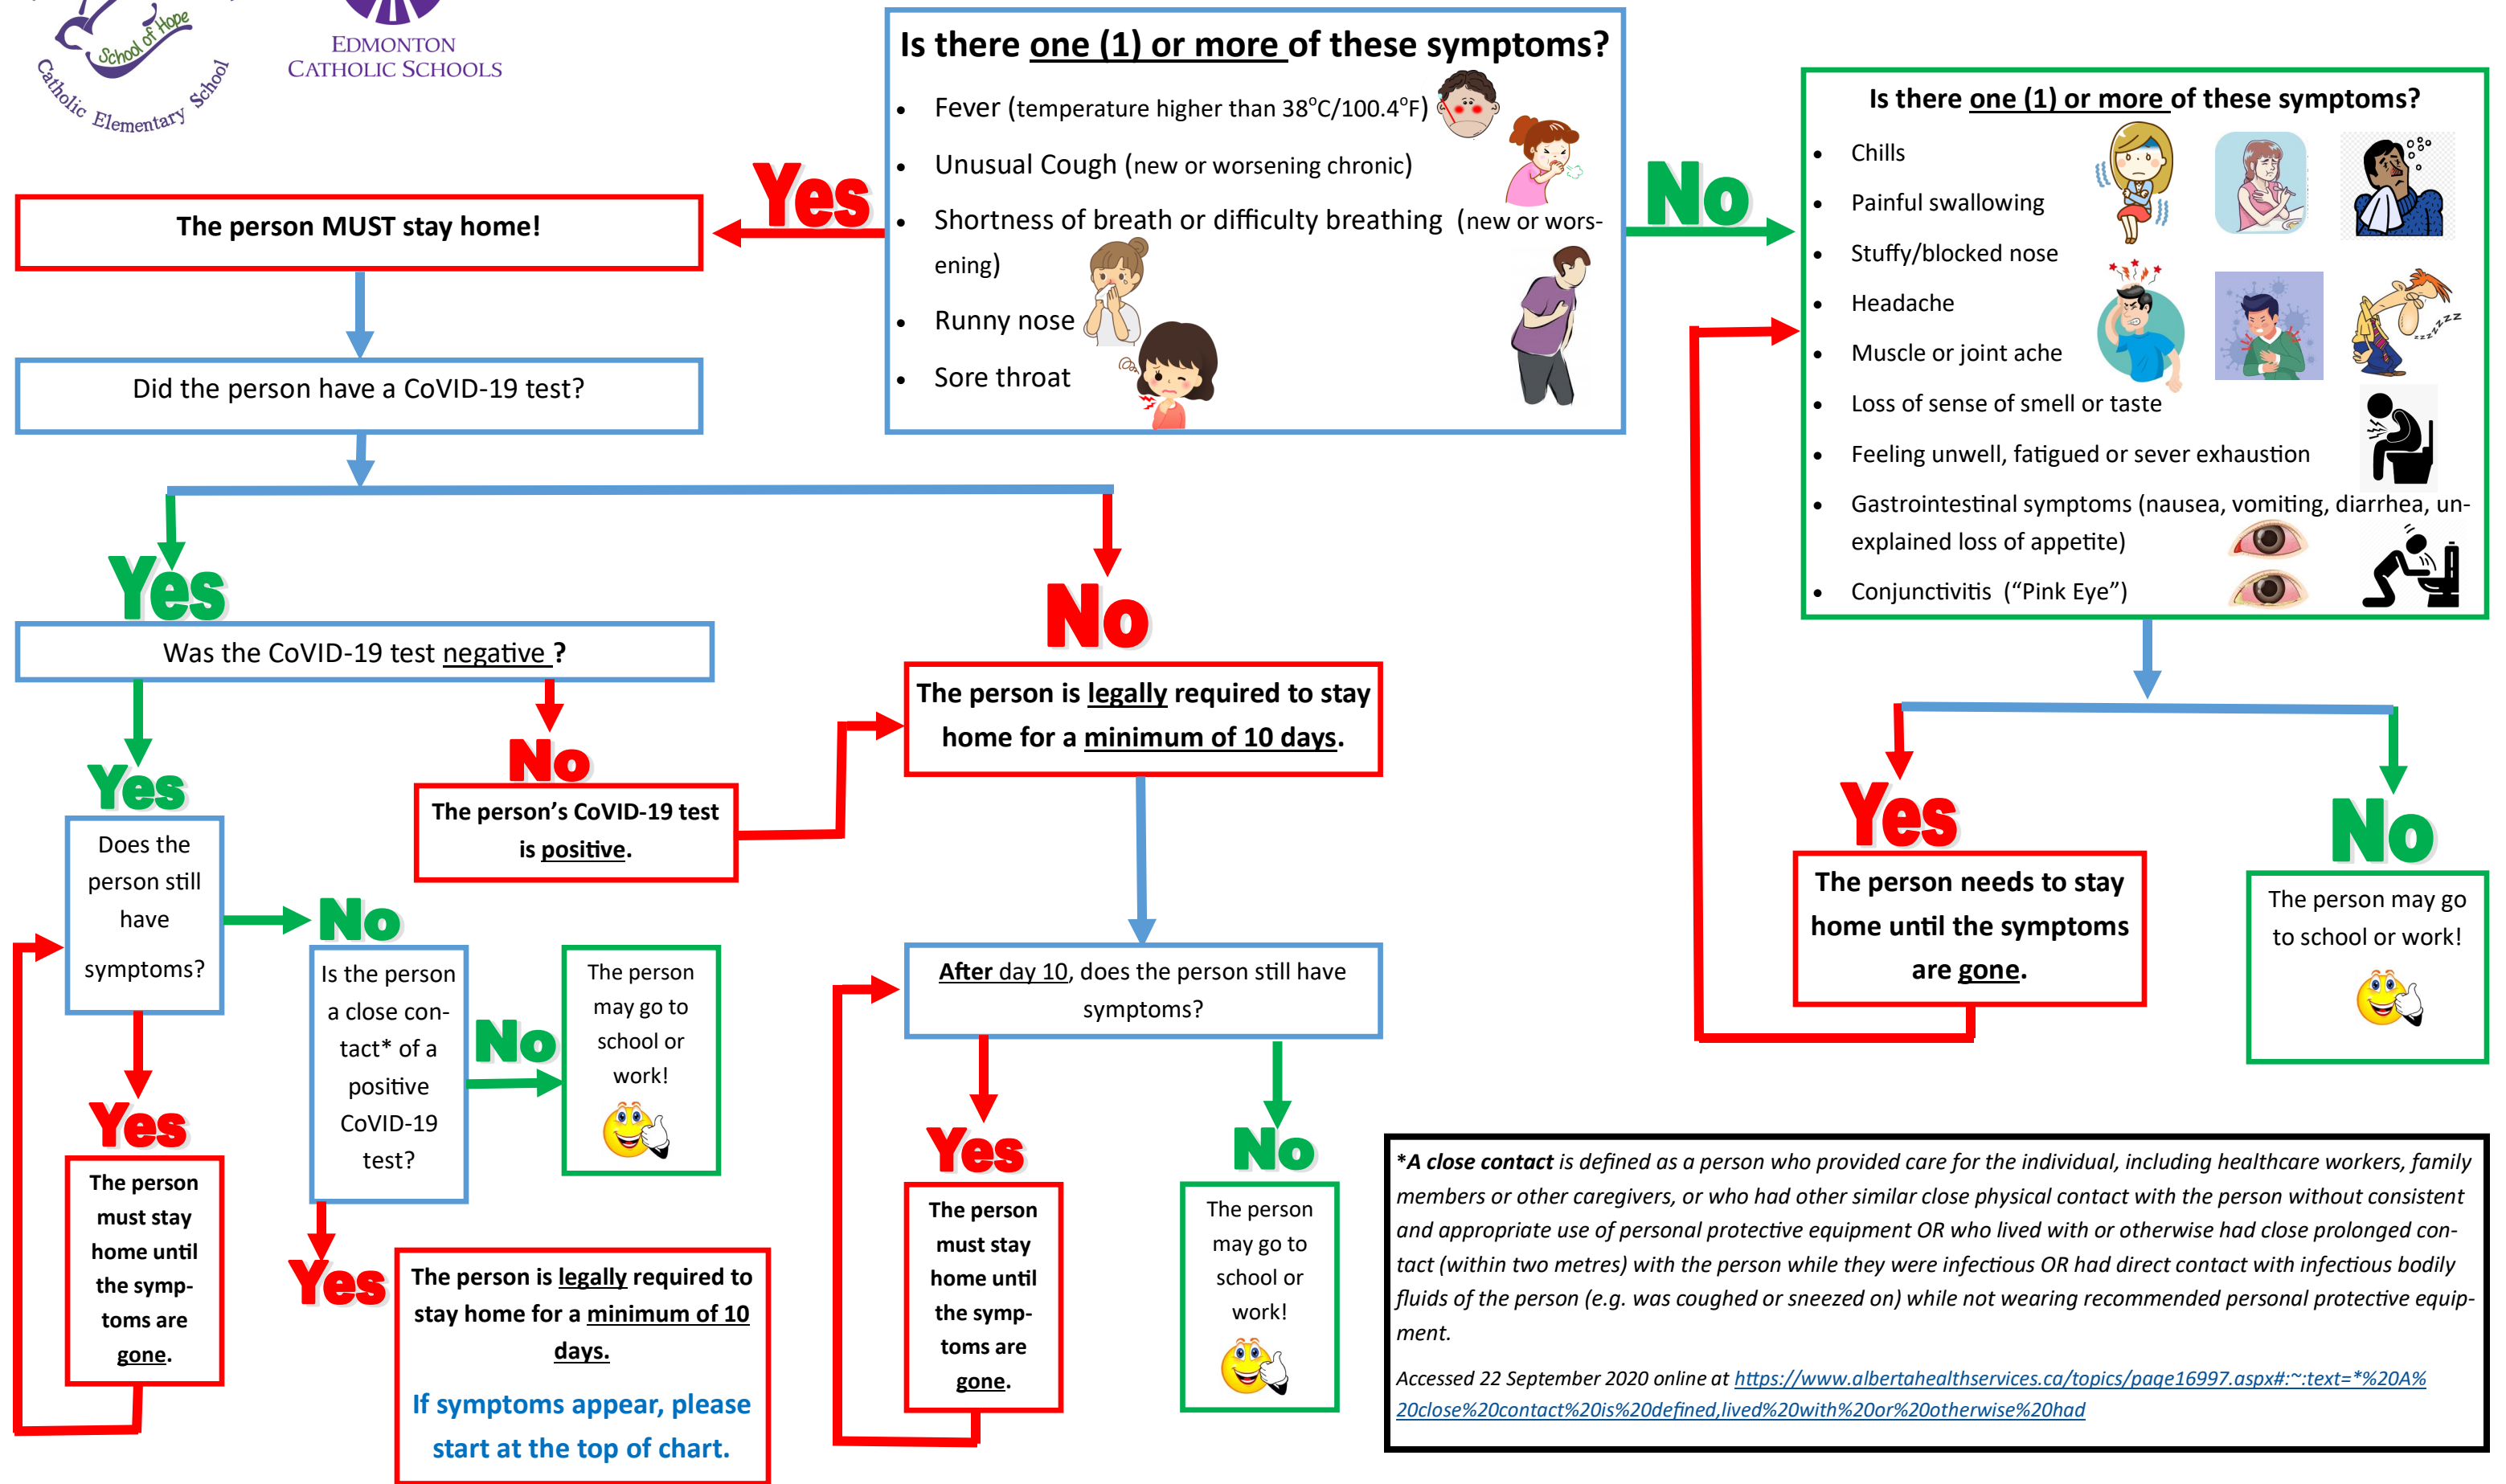 School of Hope
Catholic Elementary School
EDMONTON
CATHOLIC SCHOOLS
Is there one (1) or more of these symptoms?
• Fever (temperature higher than 38°C/100.4°F)
• Unusual Cough (new or worsening chronic)
• Shortness of breath or difficulty breathing (new or wors-
ening)
• Runny nose
• Sore throat
Yes
No
Is there one (1) or more of these symptoms?
• Chills
• Painful swallowing
• Stuffy/blocked nose
• Headache
• Muscle or joint ache
• Loss of sense of smell or taste
• Feeling unwell, fatigued or sever exhaustion
• Gastrointestinal symptoms (nausea, vomiting, diarrhea, un-
explained loss of appetite)
• Conjunctivitis (“Pink Eye”)
zzzzzzz
The person MUST stay home!
Did the person have a CoVID-19 test?
Yes
No
Was the CoVID-19 test negative ?
Yes
No
The person’s CoVID-19 test
is positive.
The person is legally required to stay
home for a minimum of 10 days.
Does the
person still
have
symptoms?
No
Is the person
a close con-
tact* of a
positive
CoVID-19
test?
No
The person
may go to
school or
work!
Yes
The person
must stay
home until
the symp-
toms are
gone.
Yes
The person is legally required to
stay home for a minimum of 10
days.
If symptoms appear, please
start at the top of chart.
After day 10, does the person still have
symptoms?
Yes
The person
must stay
home until
the symp-
toms are
gone.
No
The person
may go to
school or
work!
Yes
The person needs to stay
home until the symptoms
are gone.
No
The person may go
to school or work!
*A close contact is defined as a person who provided care for the individual, including healthcare workers, family
members or other caregivers, or who had other similar close physical contact with the person without consistent
and appropriate use of personal protective equipment OR who lived with or otherwise had close prolonged con-
tact (within two metres) with the person while they were infectious OR had direct contact with infectious bodily
fluids of the person (e.g. was coughed or sneezed on) while not wearing recommended personal protective equip-
ment.
Accessed 22 September 2020 online at https://www.albertahealthservices.ca/topics/page16997.aspx#:~:text=*%20A%
20close%20contact%20is%20defined,lived%20with%20or%20otherwise%20had